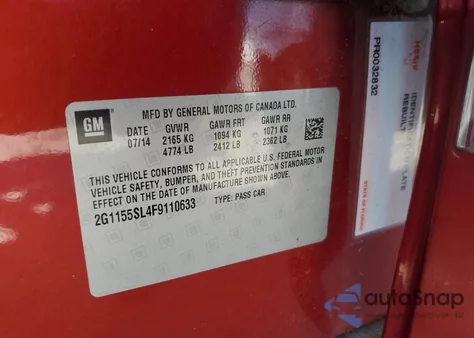 GM
MFD BY GENERAL MOTORS OF CANADA LTD.
DATE GVWR GAWR FRT GAWR RR
07/14 2165 KG 1094 KG 1071 KG
4774 LB 2412 LB 2362 LB
THIS VEHICLE CONFORMS TO ALL APPLICABLE U.S. FEDERAL MOTOR
VEHICLE SAFETY, BUMPER, AND THEFT PREVENTION STANDARDS IN
EFFECT ON THE DATE OF MANUFACTURE SHOWN ABOVE.
2G1155SL4F9110633 TYPE: PASS CAR
PR0032832
REBUILT
autoSnap